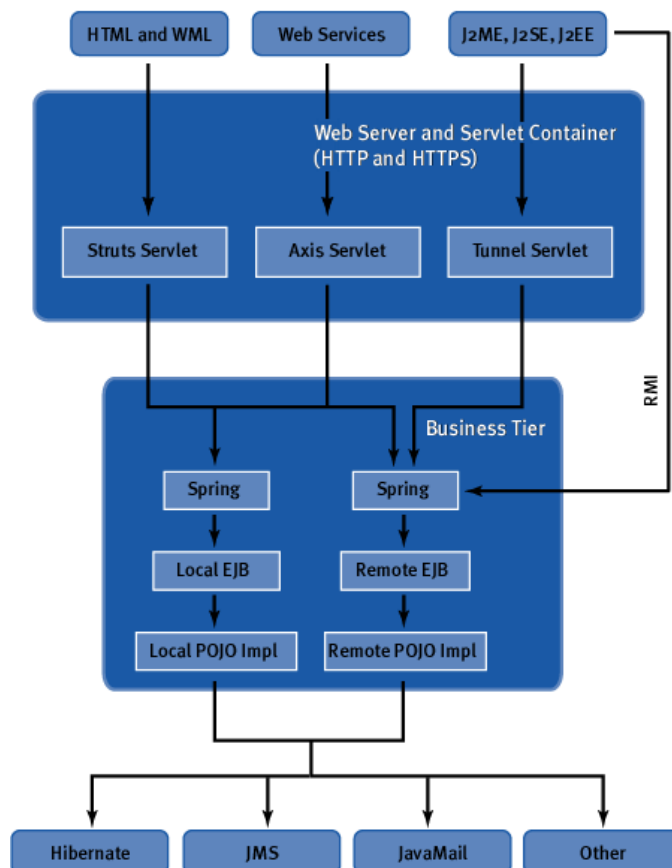 HTML and WML
Web Services
J2ME, J2SE, J2EE
Web Server and Servlet Container
(HTTP and HTTPS)
Struts Servlet
Axis Servlet
Tunnel Servlet
RMI
Business Tier
Spring
Spring
Local EJB
Remote EJB
Local POJO Impl
Remote POJO Impl
Hibernate
JMS
JavaMail
Other